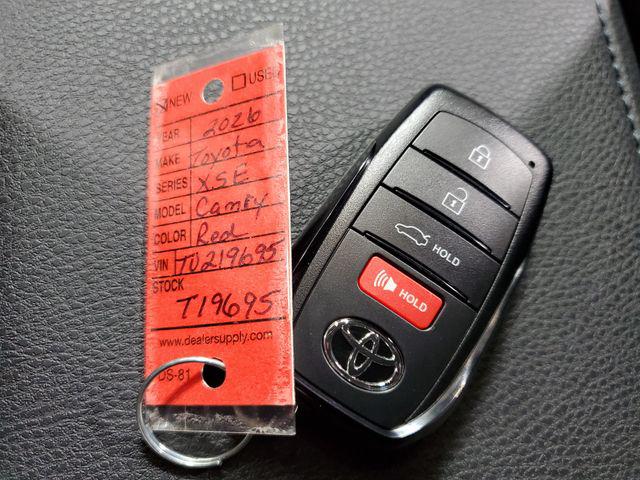 NEW USE
YEAR 2026
MAKE Toyota
SERIES XSE
MODEL Camry
COLOR Red
VIN TU219695
STOCK
T19695
www.dealersupply.com
DS-81
HOLD
HOLD